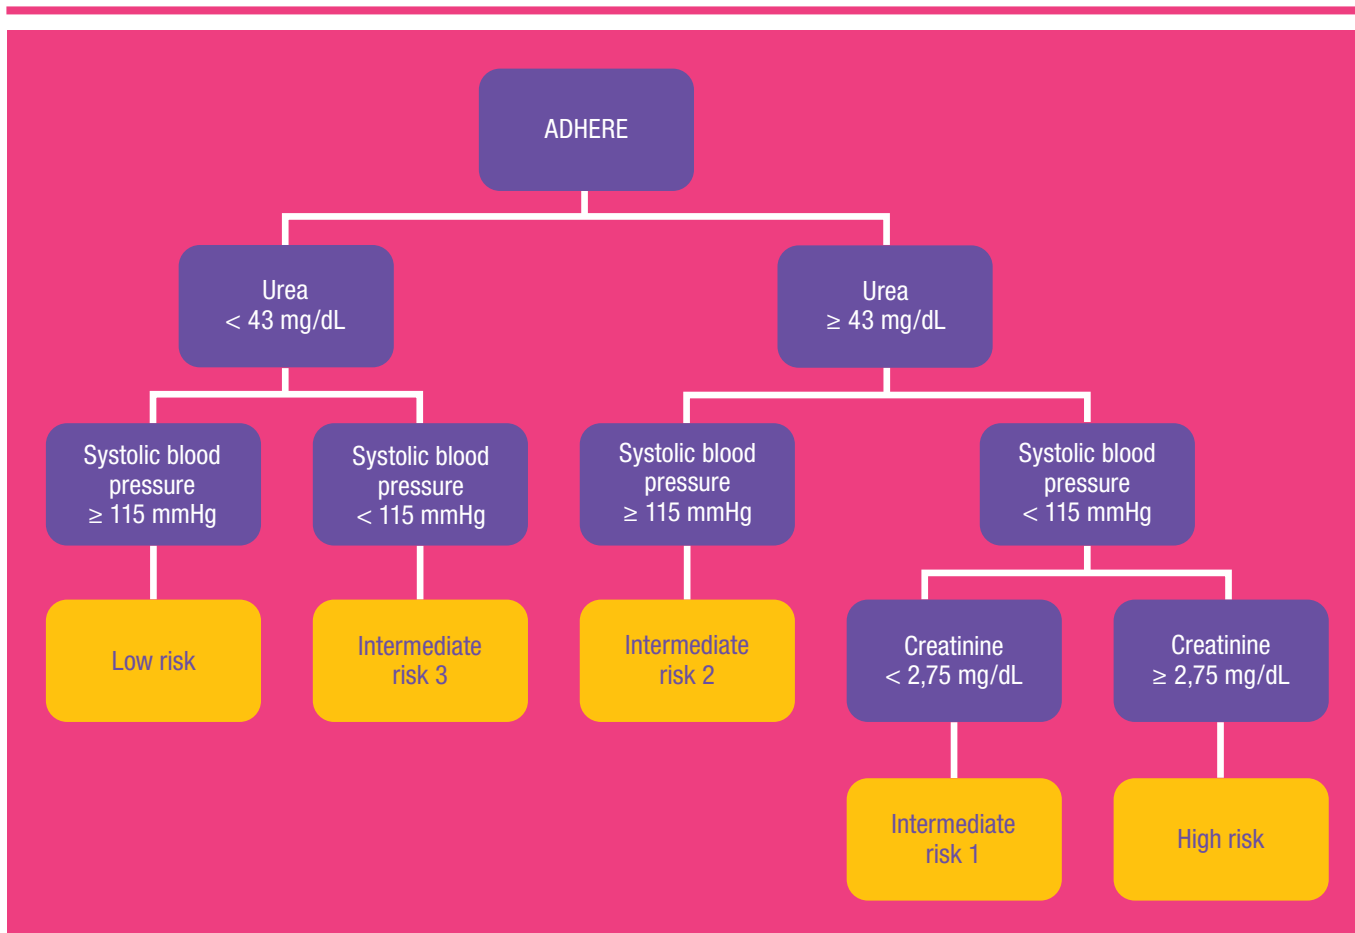 ADHERE
Urea
< 43 mg/dL
Urea
≥ 43 mg/dL
Systolic blood
pressure
≥ 115 mmHg
Systolic blood
pressure
< 115 mmHg
Systolic blood
pressure
≥ 115 mmHg
Systolic blood
pressure
< 115 mmHg
Low risk
Intermediate
risk 3
Intermediate
risk 2
Creatinine
< 2,75 mg/dL
Creatinine
≥ 2,75 mg/dL
Intermediate
risk 1
High risk